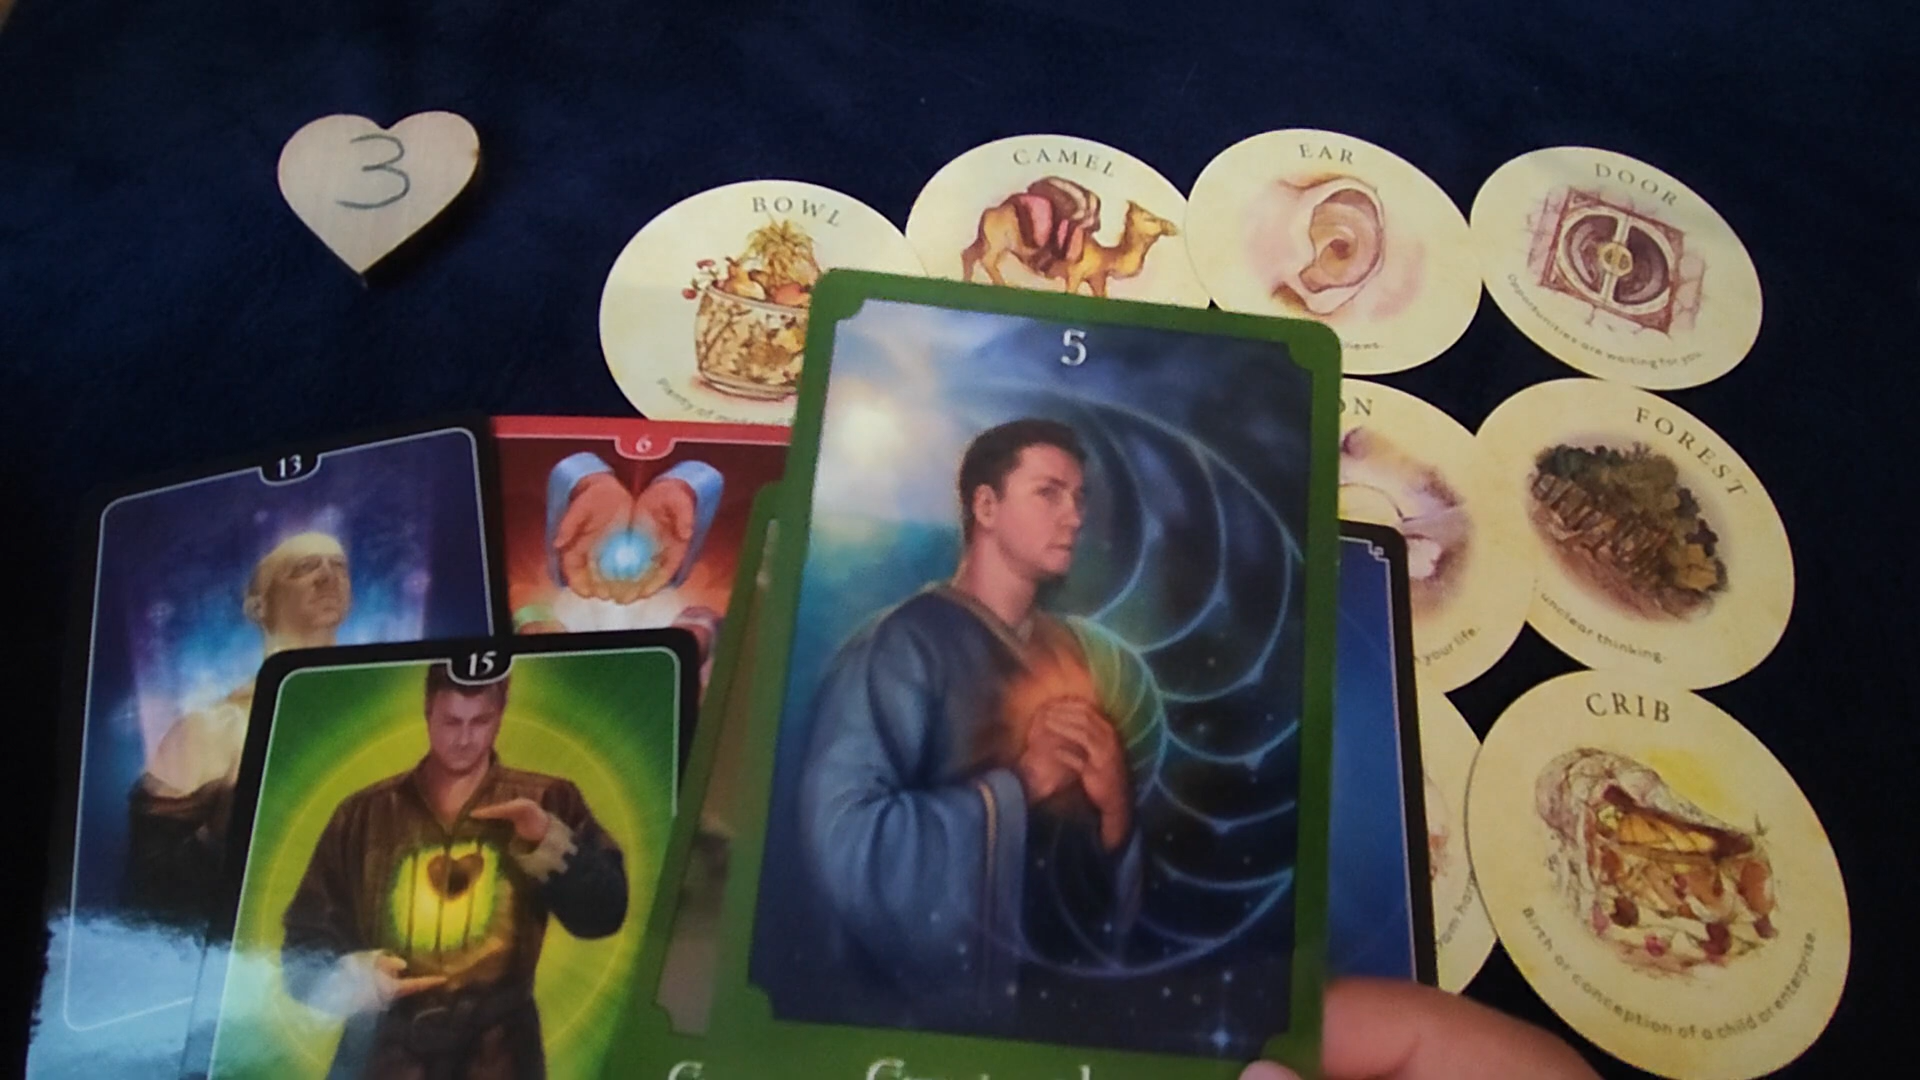 3
BOWL
CAMEL
EAR
DOOR
Opportunities are waiting for you.
5
13
6
FOREST
unclear thinking.
your life.
15
CRIB
Birth or conception of a child or enterprise.